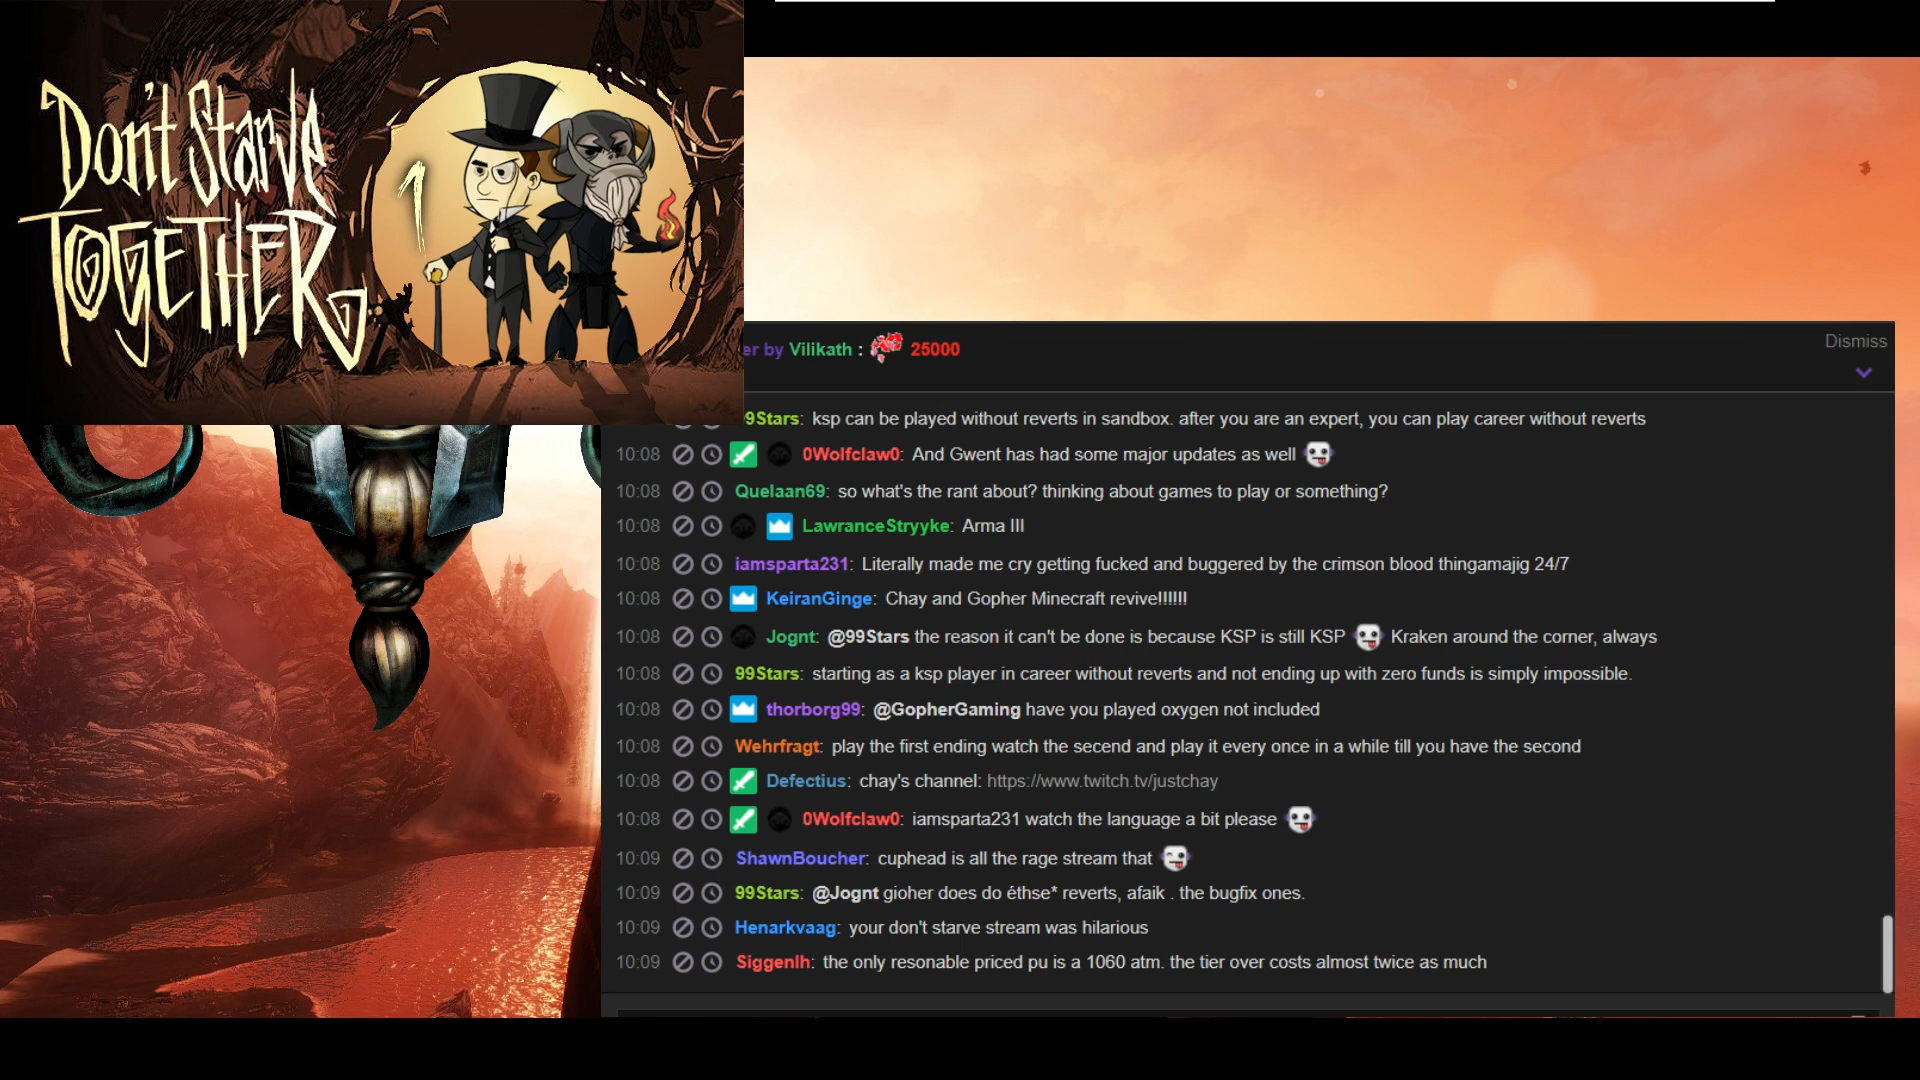 Don't Starve
TOGETHER
1
er by Vilikath : 25000
Dismiss
9Stars: ksp can be played without reverts in sandbox. after you are an expert, you can play career without reverts
10:08 0Wolfclaw0: And Gwent has had some major updates as well
10:08 Quelaan69: so what's the rant about? thinking about games to play or something?
10:08 LawranceStryyke: Arma III
10:08 iamsparta231: Literally made me cry getting fucked and buggered by the crimson blood thingamajig 24/7
10:08 KeiranGinge: Chay and Gopher Minecraft revive!!!!!!
10:08 Jognt: @99Stars the reason it can't be done is because KSP is still KSP Kraken around the corner, always
10:08 99Stars: starting as a ksp player in career without reverts and not ending up with zero funds is simply impossible.
10:08 thorborg99: @GopherGaming have you played oxygen not included
10:08 Wehrfragt: play the first ending watch the secend and play it every once in a while till you have the second
10:08 Defectius: chay's channel: https://www.twitch.tv/justchay
10:08 0Wolfclaw0: iamsparta231 watch the language a bit please
10:09 ShawnBoucher: cuphead is all the rage stream that
10:09 99Stars: @Jognt gioher does do éthse* reverts, afaik . the bugfix ones.
10:09 Henarkvaag: your don't starve stream was hilarious
10:09 Siggenlh: the only resonable priced pu is a 1060 atm. the tier over costs almost twice as much